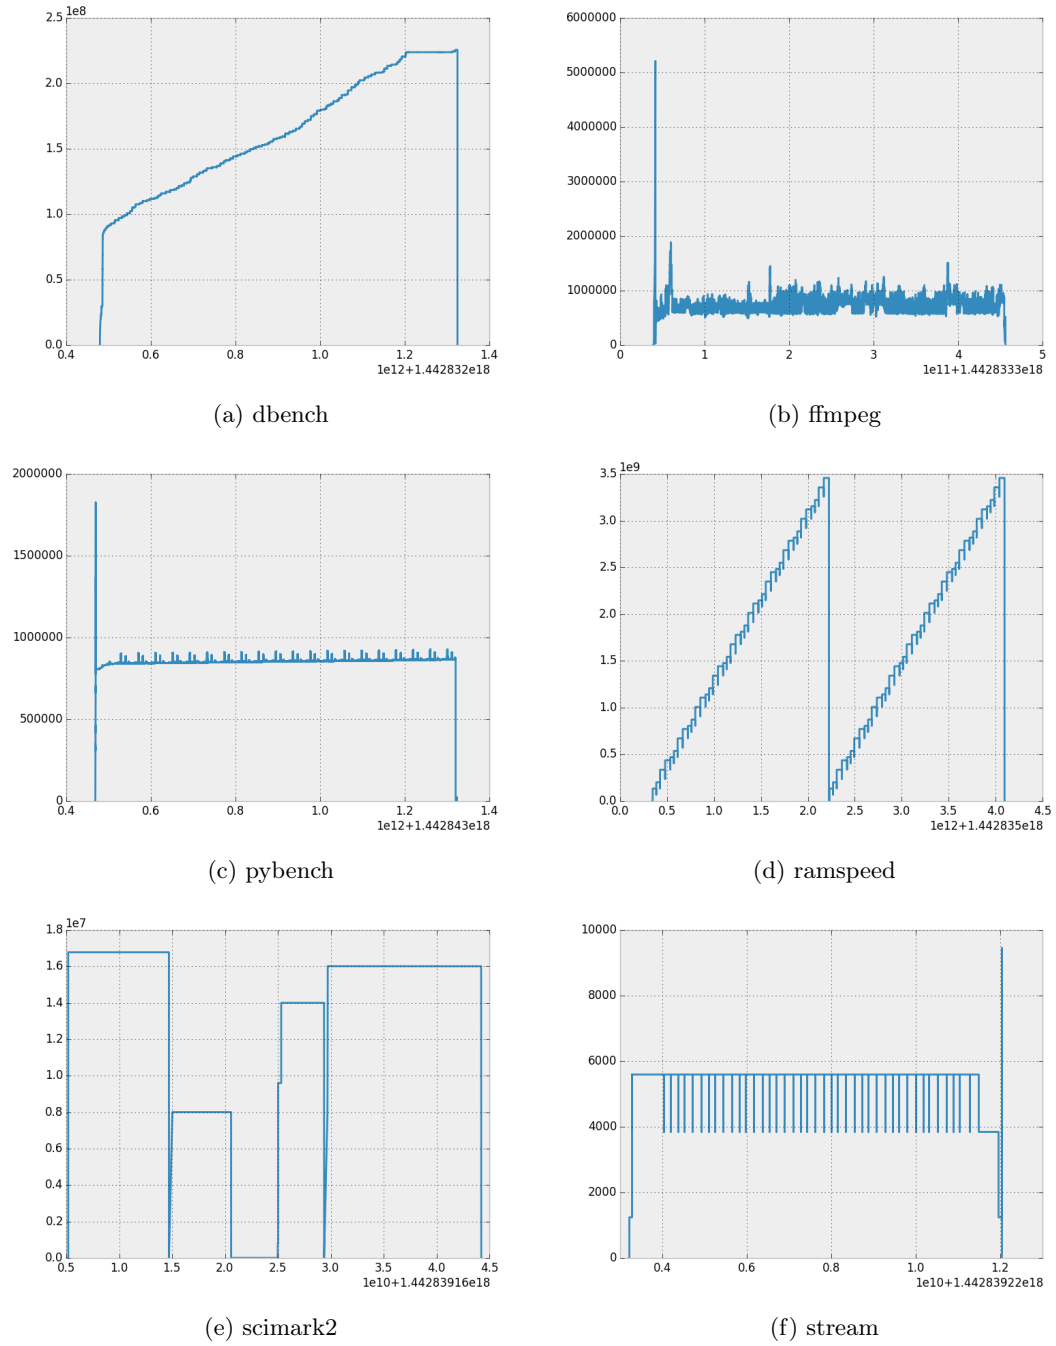 1e8
2.5
2.0
1.5
1.0
0.5
0.0
0.4 0.6 0.8 1.0 1.2 1.4
1e12+1.442832e18
(a) dbench
6000000
5000000
4000000
3000000
2000000
1000000
0
0 1 2 3 4 5
1e11+1.4428333e18
(b) ffmpeg
2000000
1500000
1000000
500000
0
0.4 0.6 0.8 1.0 1.2 1.4
1e12+1.442843e18
(c) pybench
1e9
3.5
3.0
2.5
2.0
1.5
1.0
0.5
0.0
0.0 0.5 1.0 1.5 2.0 2.5 3.0 3.5 4.0 4.5
1e12+1.442835e18
(d) ramspeed
1e7
1.8
1.6
1.4
1.2
1.0
0.8
0.6
0.4
0.2
0.0
0.5 1.0 1.5 2.0 2.5 3.0 3.5 4.0 4.5
1e10+1.44283916e18
(e) scimark2
10000
8000
6000
4000
2000
0
0.4 0.6 0.8 1.0 1.2
1e10+1.44283922e18
(f) stream